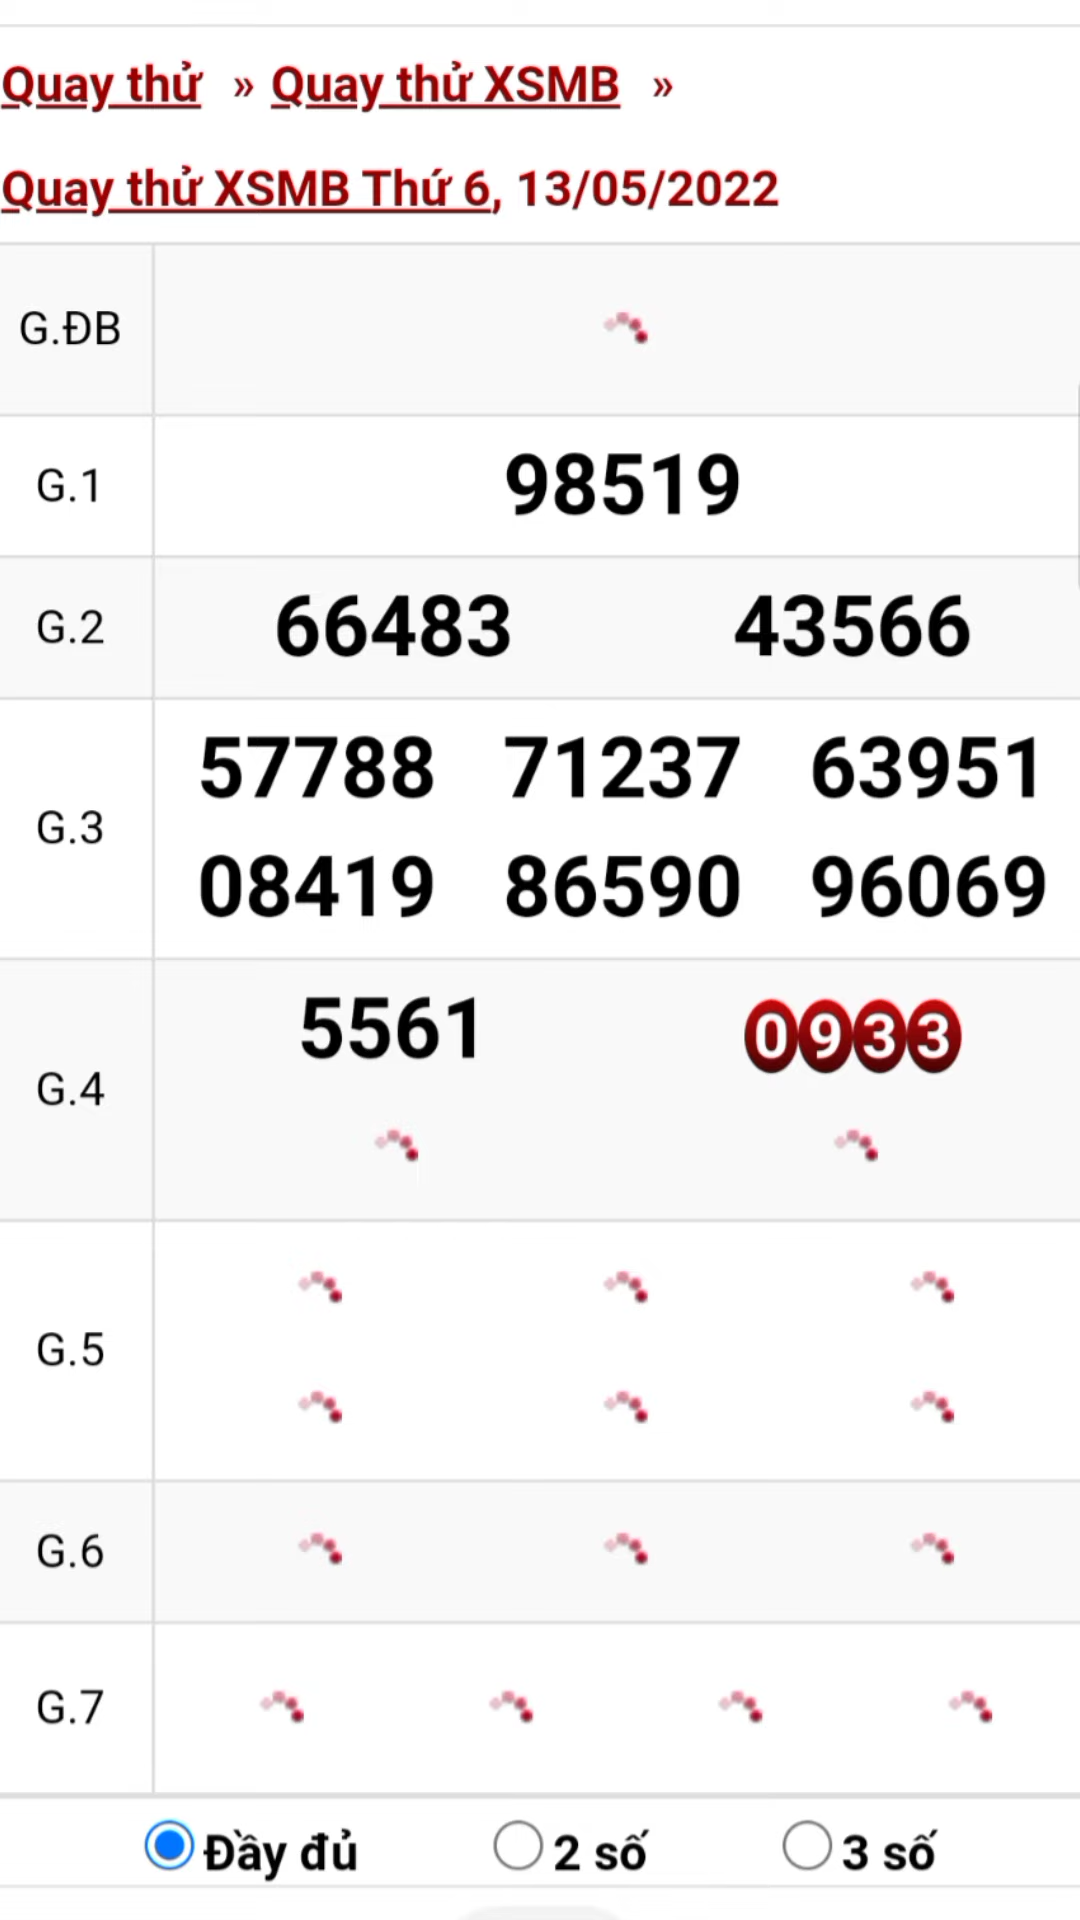 Quay thử » Quay thử XSMB »
Quay thử XSMB Thứ 6, 13/05/2022
G.ĐB
G.1 98519
G.2 66483 43566
G.3 57788 71237 63951
08419 86590 96069
G.4 5561 0933
G.5
G.6
G.7
Đầy đủ 2 số 3 số